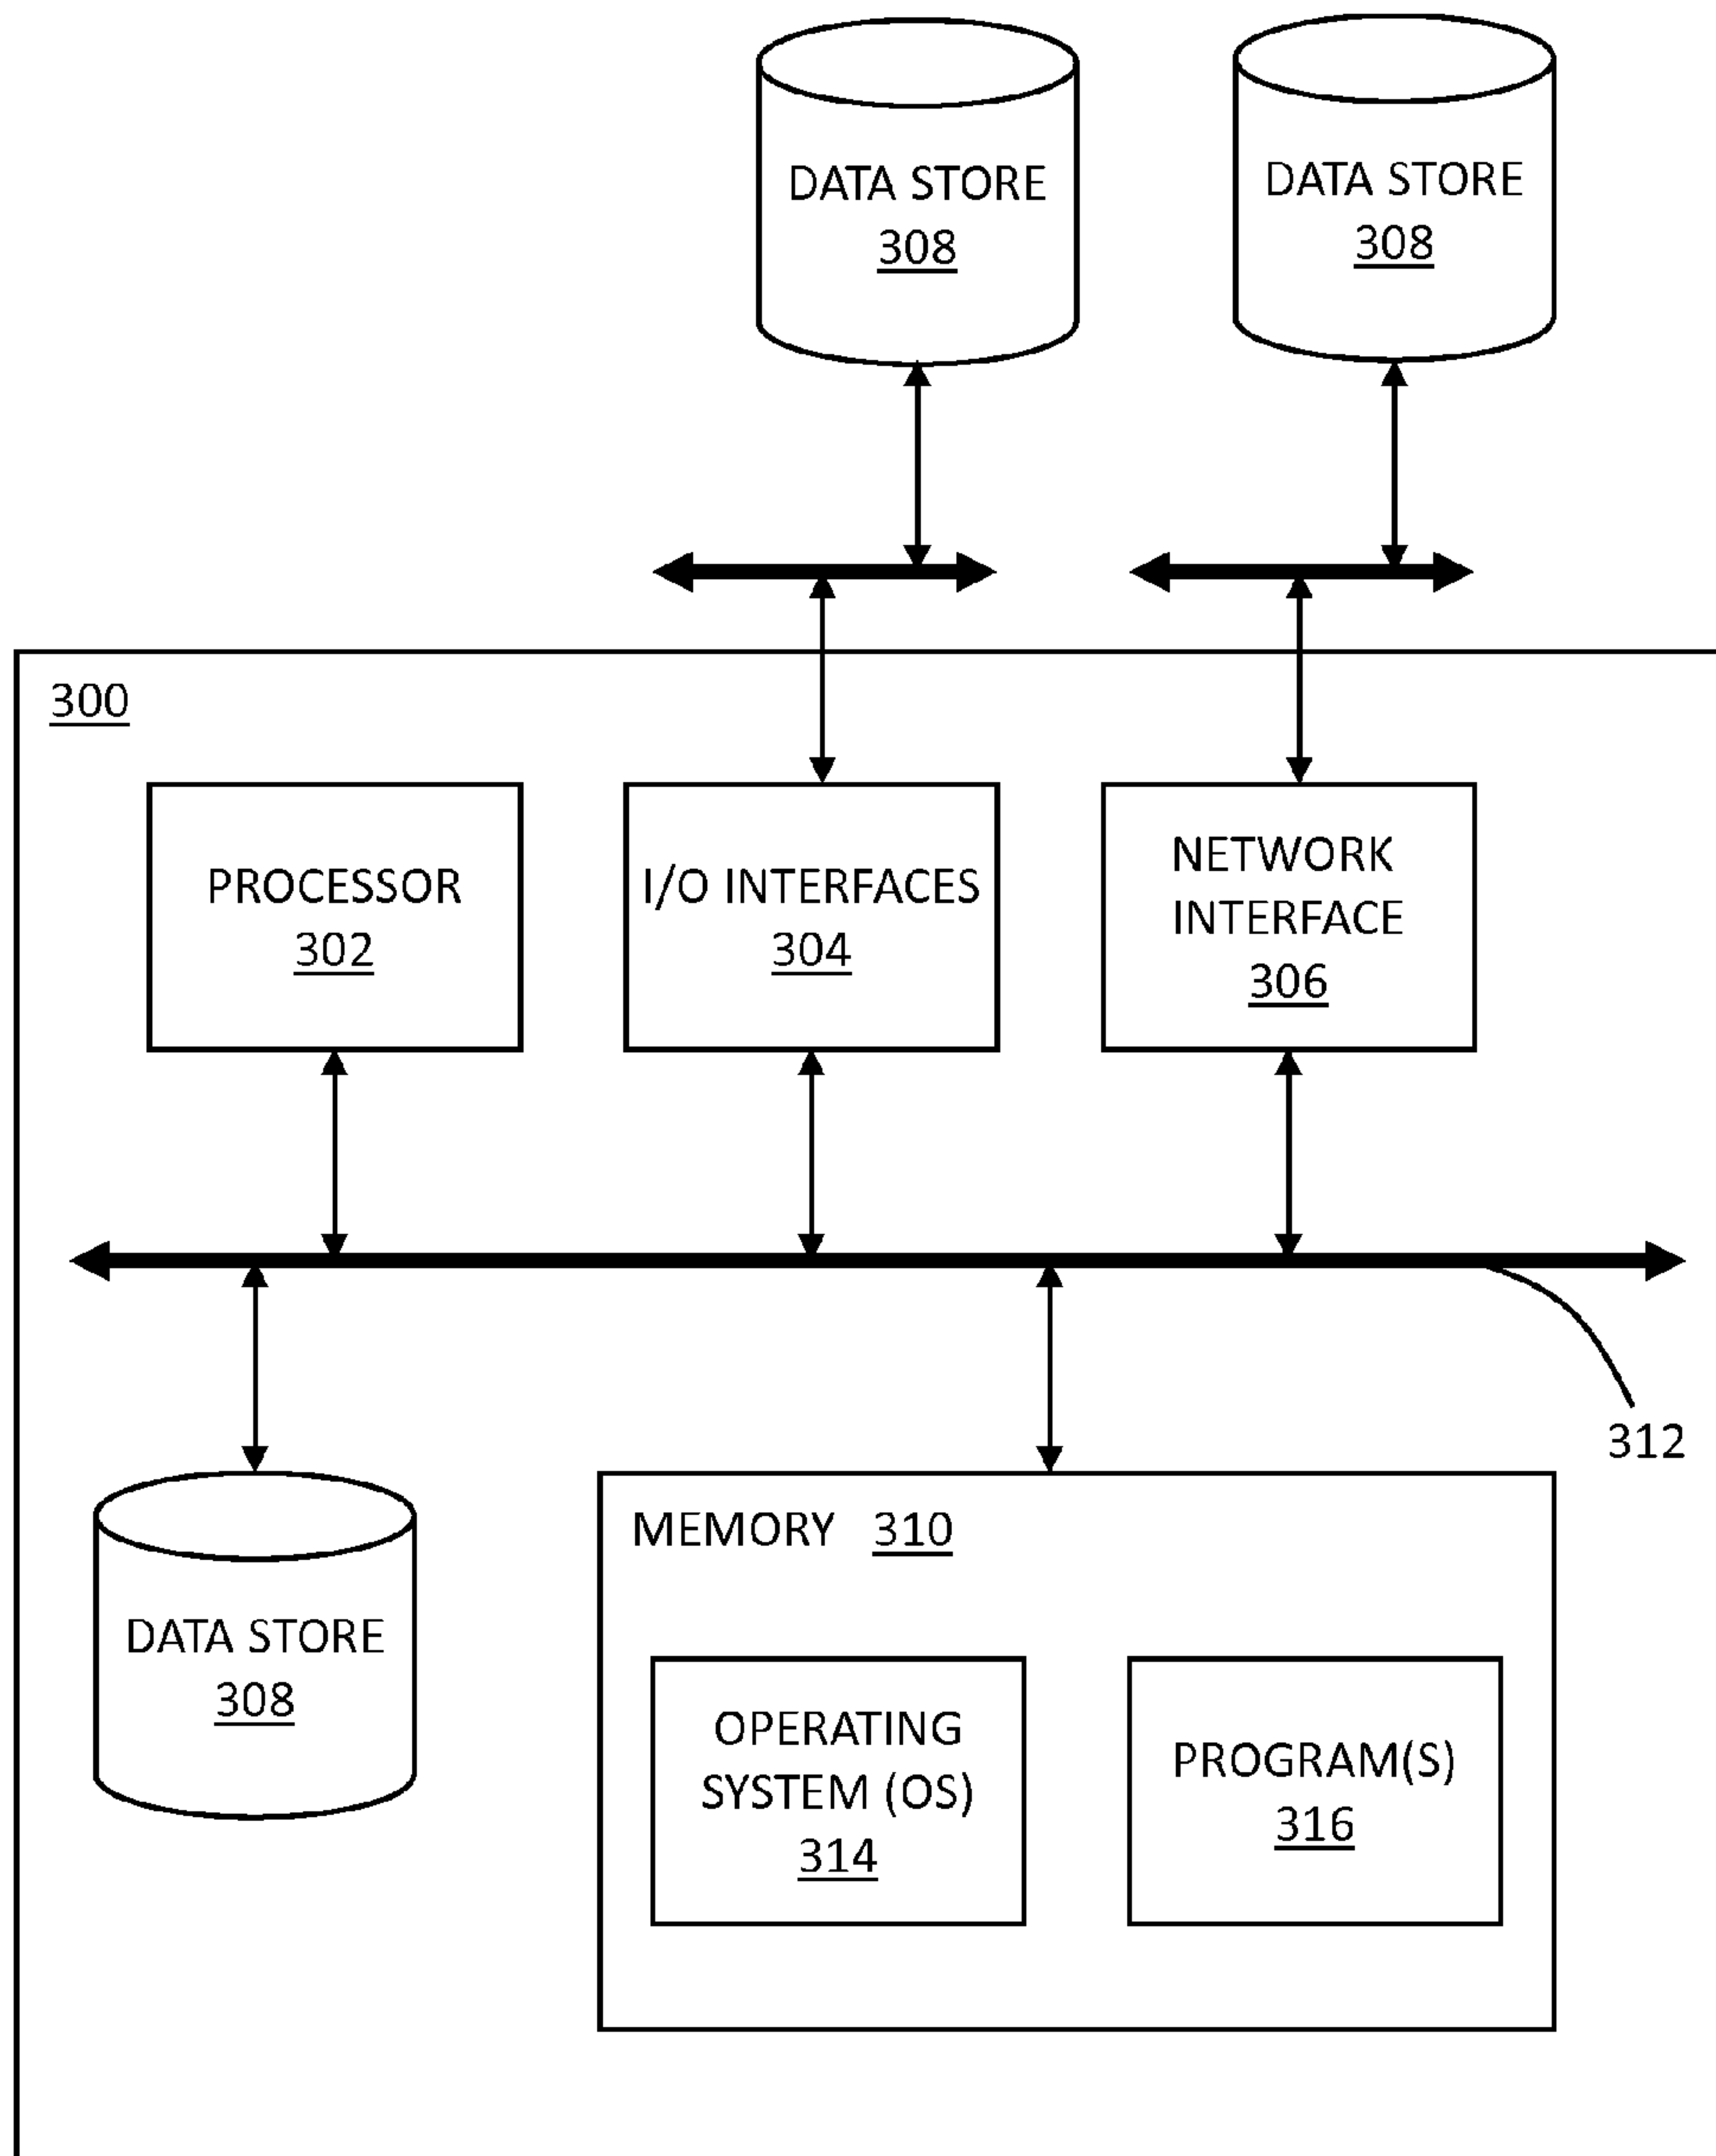 DATA STORE
308
DATA STORE
308
300
PROCESSOR
302
I/O INTERFACES
304
NETWORK
INTERFACE
306
312
DATA STORE
308
MEMORY 310
OPERATING
SYSTEM (OS)
314
PROGRAM(S)
316